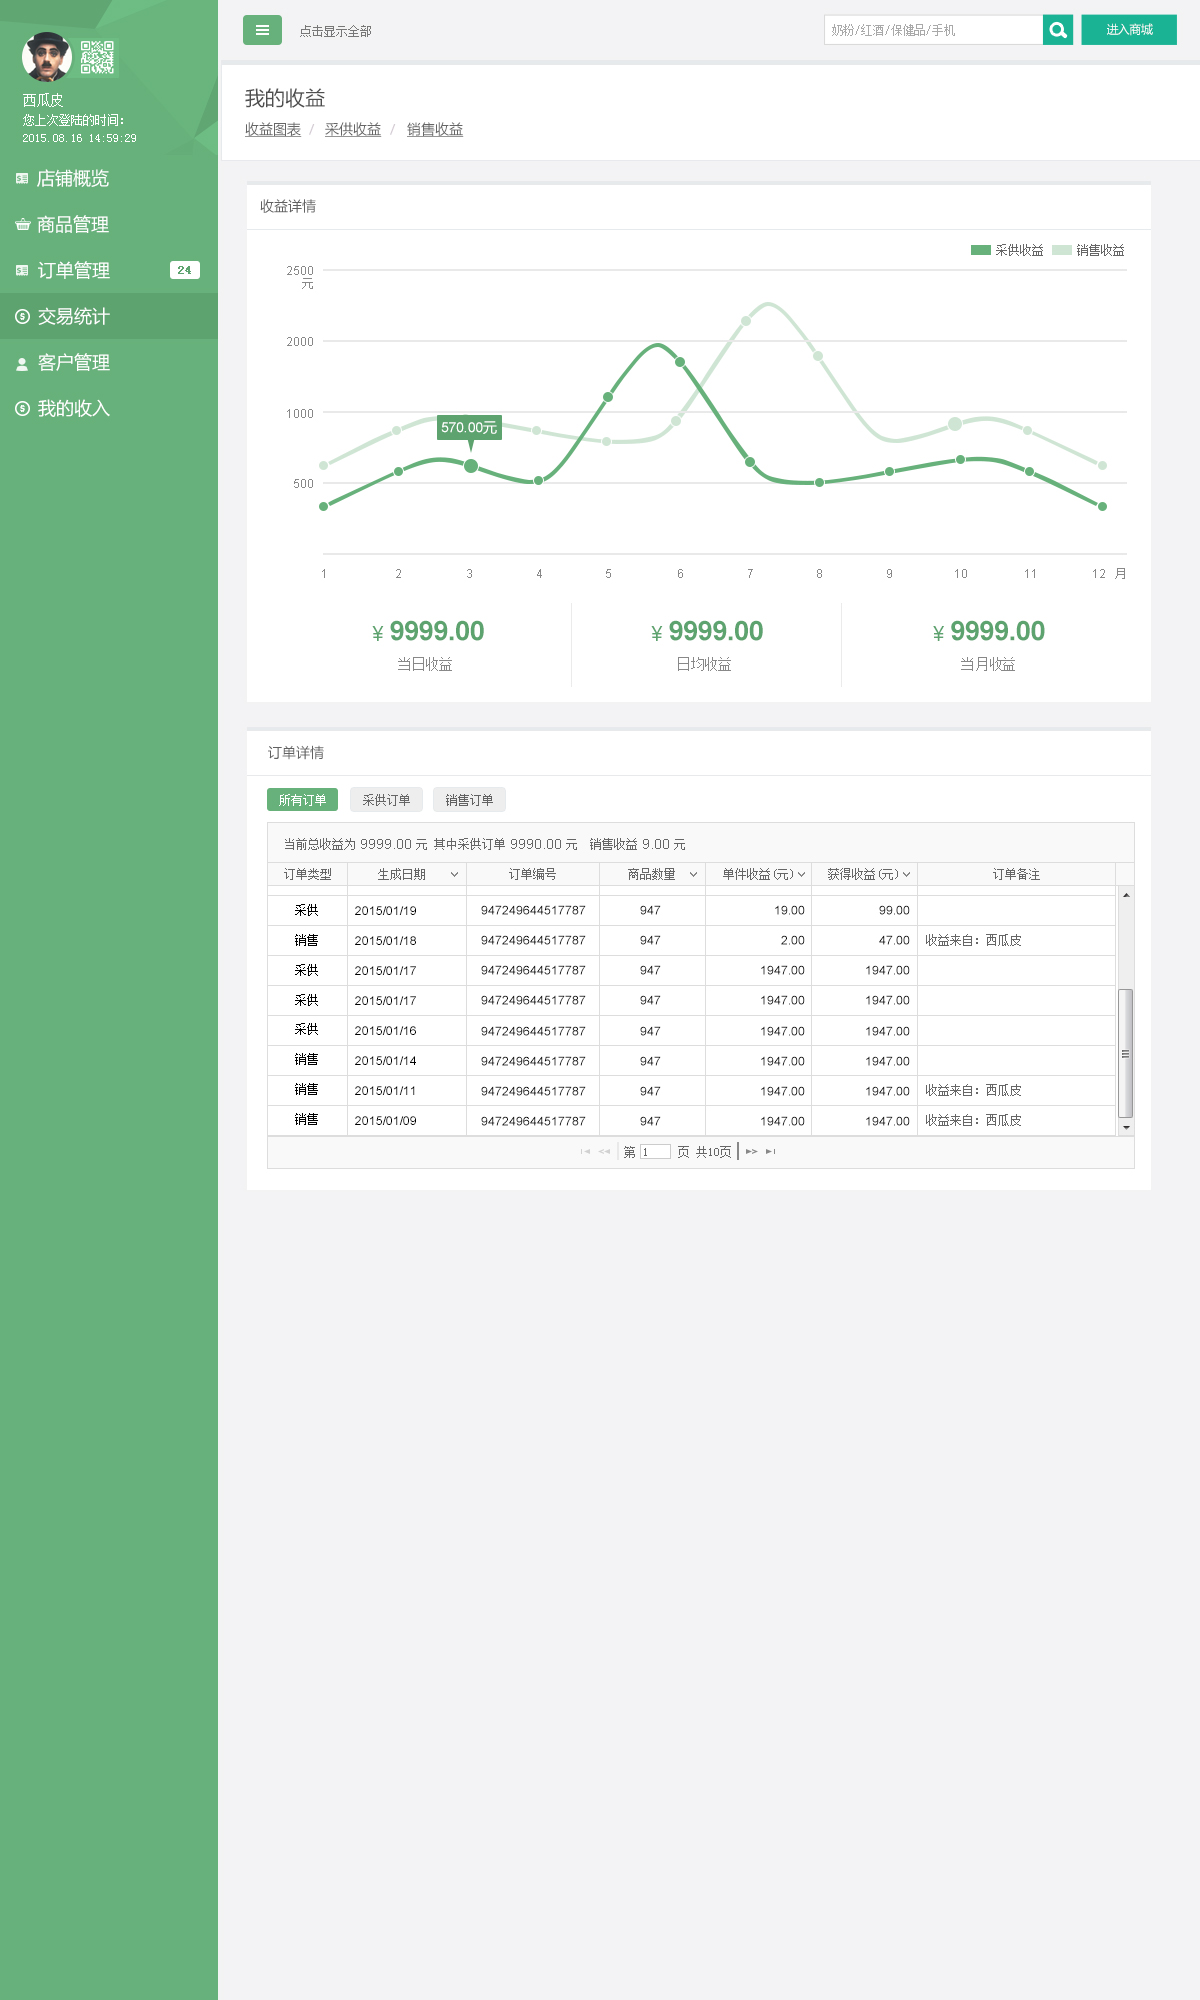 点击显示全部
奶粉/红酒/保健品/手机
进入商城
西瓜皮
您上次登陆的时间：
2015.08.16 14:59:29
店铺概览
商品管理
订单管理 24
交易统计
客户管理
我的收入
我的收益
收益图表 / 采供收益 / 销售收益
收益详情
采供收益 销售收益
2500
元
2000
1000
500
570.00元
1 2 3 4 5 6 7 8 9 10 11 12 月
¥ 9999.00 ¥ 9999.00 ¥ 9999.00
当日收益 日均收益 当月收益
订单详情
所有订单 采供订单 销售订单
当前总收益为 9999.00 元 其中采供订单 9990.00 元 销售收益 9.00 元
订单类型 生成日期 订单编号 商品数量 单件收益(元) 获得收益(元) 订单备注
采供 2015/01/19 947249644517787 947 19.00 99.00
销售 2015/01/18 947249644517787 947 2.00 47.00 收益来自：西瓜皮
采供 2015/01/17 947249644517787 947 1947.00 1947.00
采供 2015/01/17 947249644517787 947 1947.00 1947.00
采供 2015/01/16 947249644517787 947 1947.00 1947.00
销售 2015/01/14 947249644517787 947 1947.00 1947.00
销售 2015/01/11 947249644517787 947 1947.00 1947.00 收益来自：西瓜皮
销售 2015/01/09 947249644517787 947 1947.00 1947.00 收益来自：西瓜皮
第 1 页 共10页